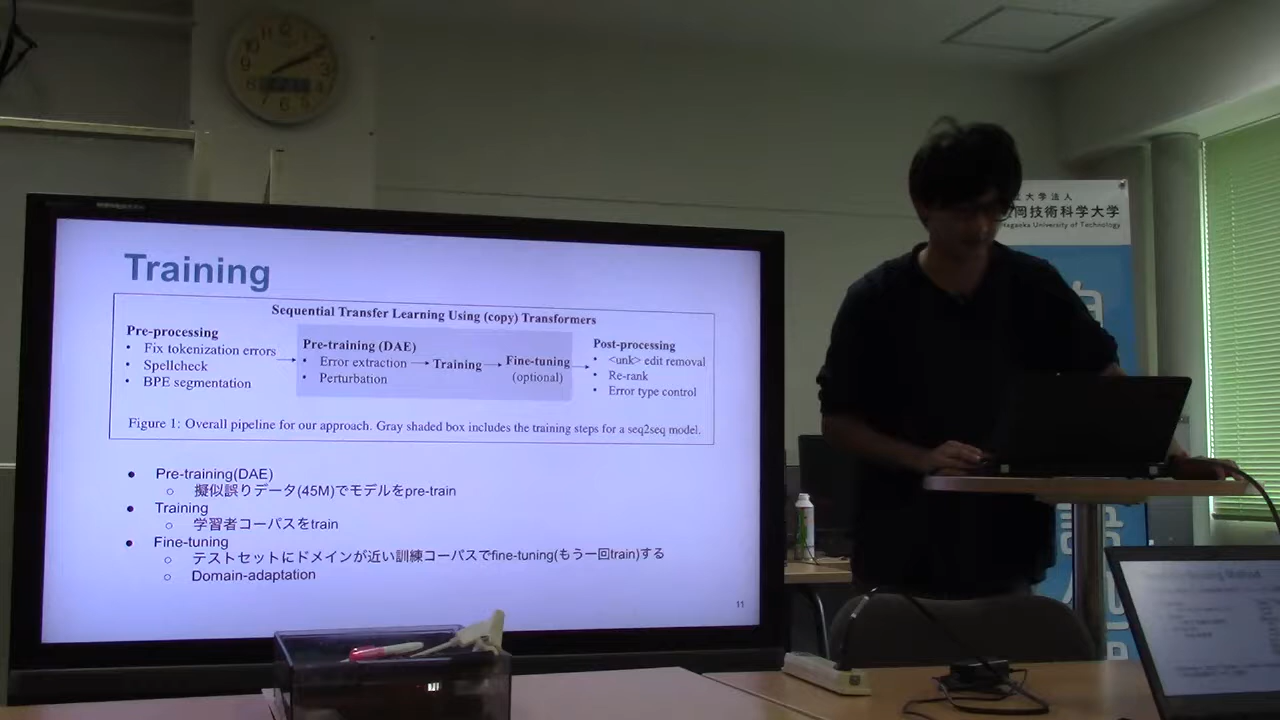 Training
Sequential Transfer Learning Using (copy) Transformers
Pre-processing
• Fix tokenization errors
• Spellcheck
• BPE segmentation
Pre-training (DAE)
• Error extraction
• Perturbation
Training
Fine-tuning
(optional)
Post-processing
• <unk> edit removal
• Re-rank
• Error type control
Figure 1: Overall pipeline for our approach. Gray shaded box includes the training steps for a seq2seq model.
● Pre-training(DAE)
○ 擬似誤りデータ(45M)でモデルをpre-train
● Training
○ 学習者コーパスをtrain
● Fine-tuning
○ テストセットにドメインが近い訓練コーパスでfine-tuning(もう一回train)する
○ Domain-adaptation
11
大学法人
岡技術科学大学
Nagaoka University of Technology